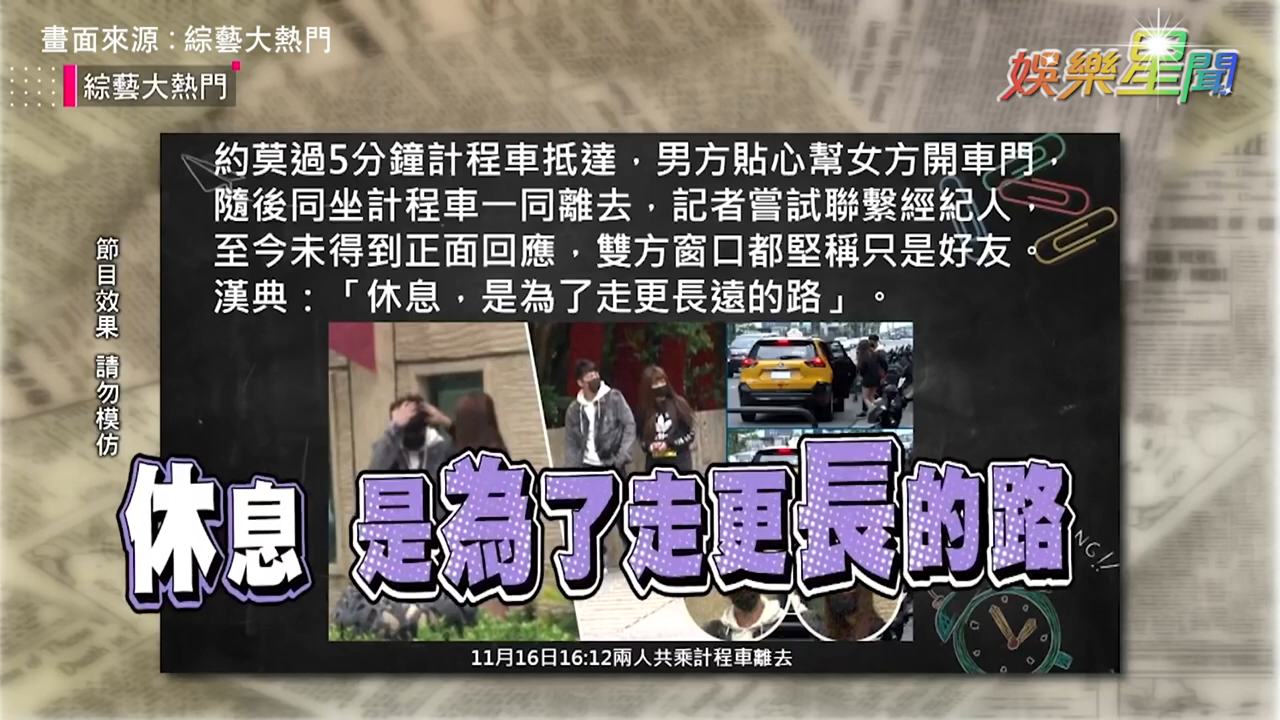 畫面來源：綜藝大熱門
綜藝大熱門
娛樂星聞
約莫過5分鐘計程車抵達，男方貼心幫女方開車門，
隨後同坐計程車一同離去，記者嘗試聯繫經紀人，
至今未得到正面回應，雙方窗口都堅稱只是好友。
漢典：「休息，是為了走更長遠的路」。
節目效果 請勿模仿
休息 是為了走更長的路
NG!!
11月16日16:12兩人共乘計程車離去